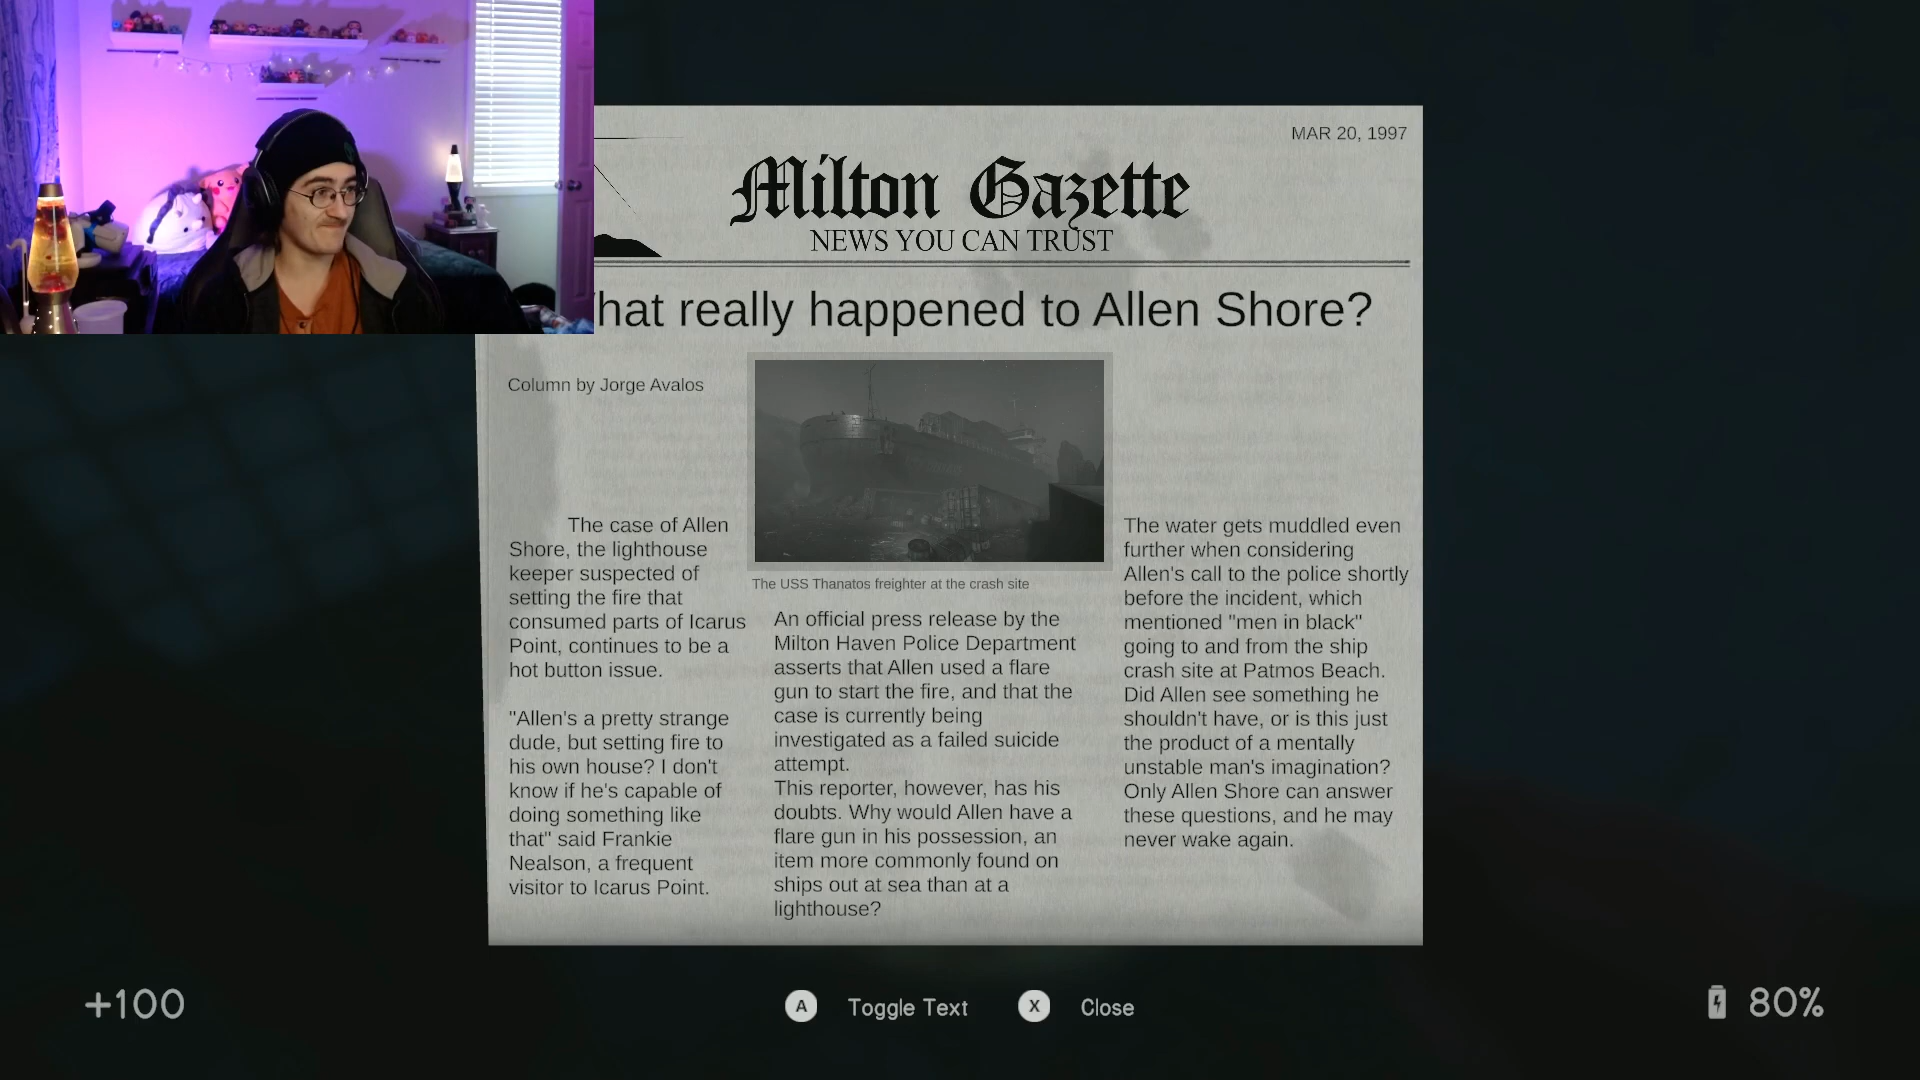 MAR 20, 1997
Milton Gazette
NEWS YOU CAN TRUST
hat really happened to Allen Shore?
Column by Jorge Avalos
The case of Allen
Shore, the lighthouse
keeper suspected of
setting the fire that
consumed parts of Icarus
Point, continues to be a
hot button issue.
"Allen's a pretty strange
dude, but setting fire to
his own house? I don't
know if he's capable of
doing something like
that" said Frankie
Nealson, a frequent
visitor to Icarus Point.
The USS Thanatos freighter at the crash site
An official press release by the
Milton Haven Police Department
asserts that Allen used a flare
gun to start the fire, and that the
case is currently being
investigated as a failed suicide
attempt.
This reporter, however, has his
doubts. Why would Allen have a
flare gun in his possession, an
item more commonly found on
ships out at sea than at a
lighthouse?
The water gets muddled even
further when considering
Allen's call to the police shortly
before the incident, which
mentioned "men in black"
going to and from the ship
crash site at Patmos Beach.
Did Allen see something he
shouldn't have, or is this just
the product of a mentally
unstable man's imagination?
Only Allen Shore can answer
these questions, and he may
never wake again.
+100
A Toggle Text X Close
80%